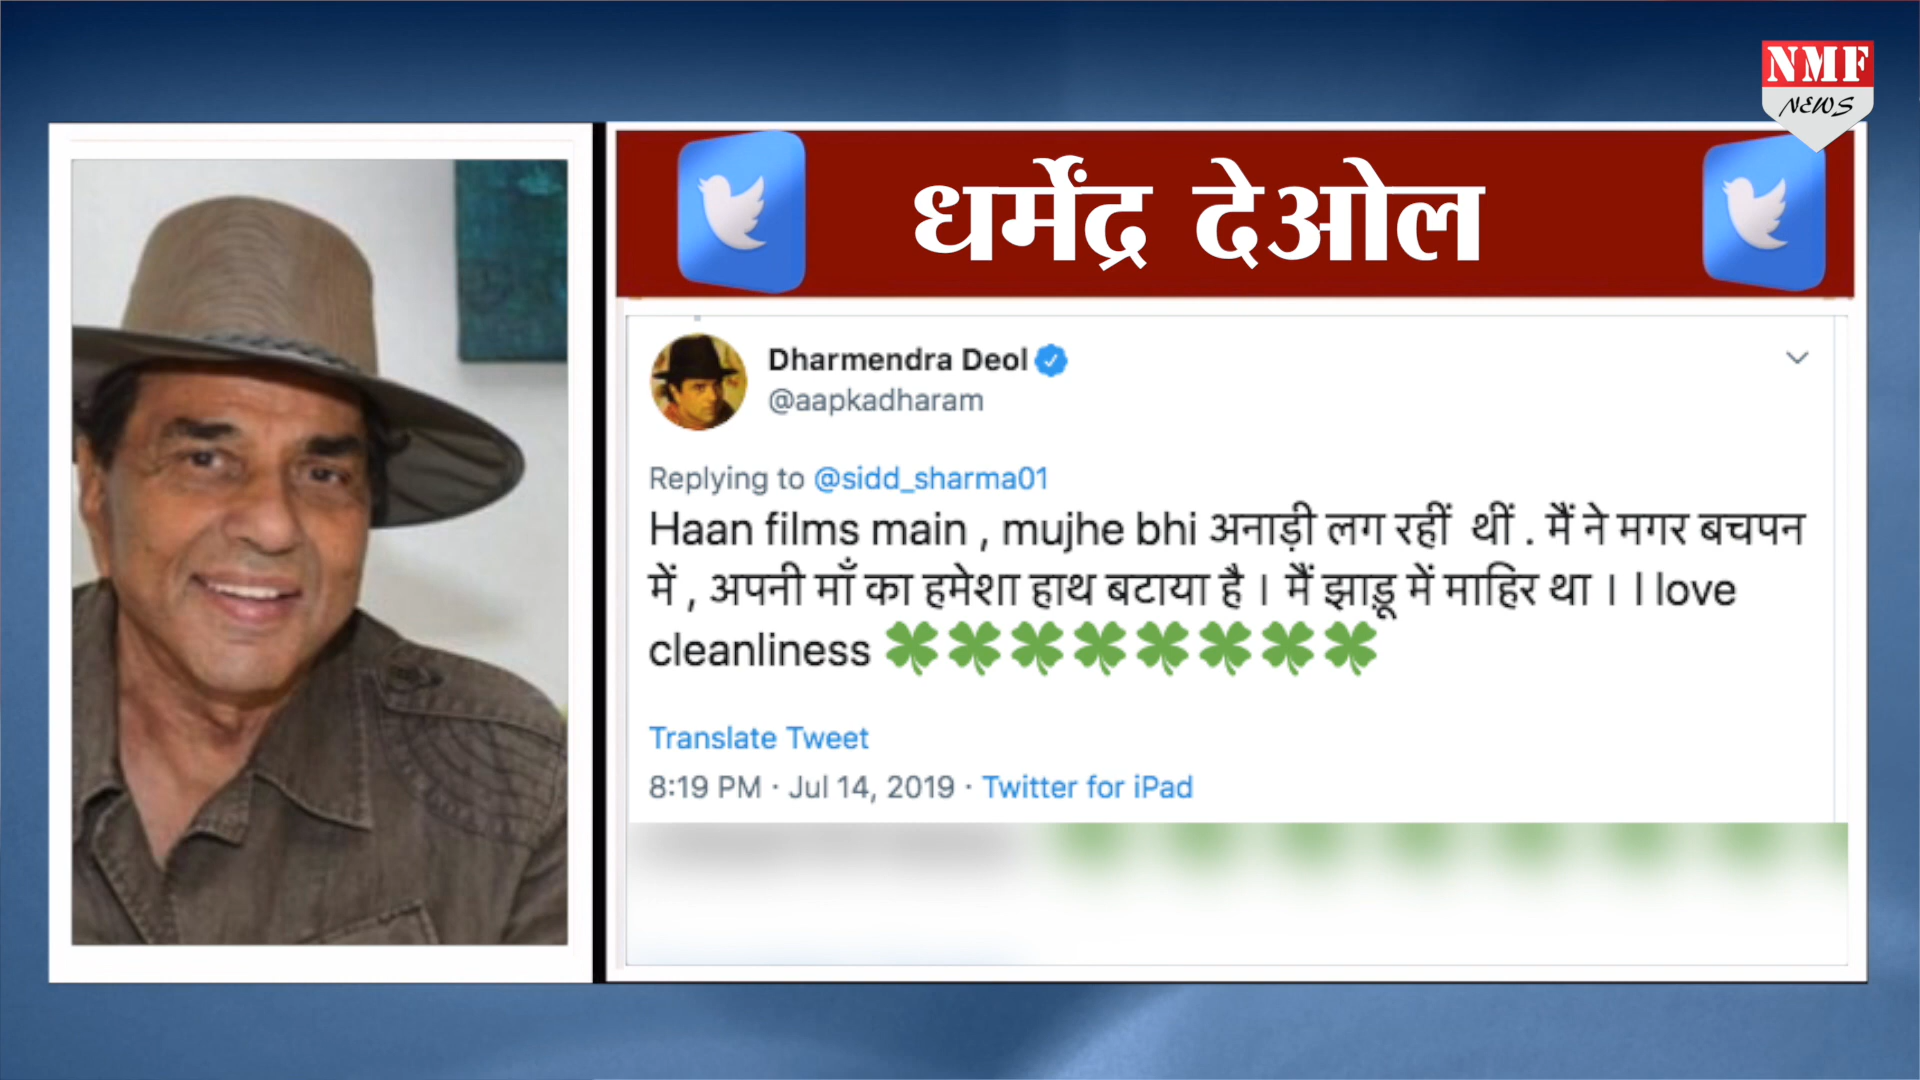 NMF
NEWS
धर्मेंद्र देओल
Dharmendra Deol
@aapkadharam
Replying to @sidd_sharma01
Haan films main , mujhe bhi अनाड़ी लग रहीं थीं . मैं ने मगर बचपन
में , अपनी माँ का हमेशा हाथ बटाया है । मैं झाड़ू में माहिर था । I love
cleanliness 🍀🍀🍀🍀🍀🍀🍀🍀
Translate Tweet
8:19 PM · Jul 14, 2019 · Twitter for iPad